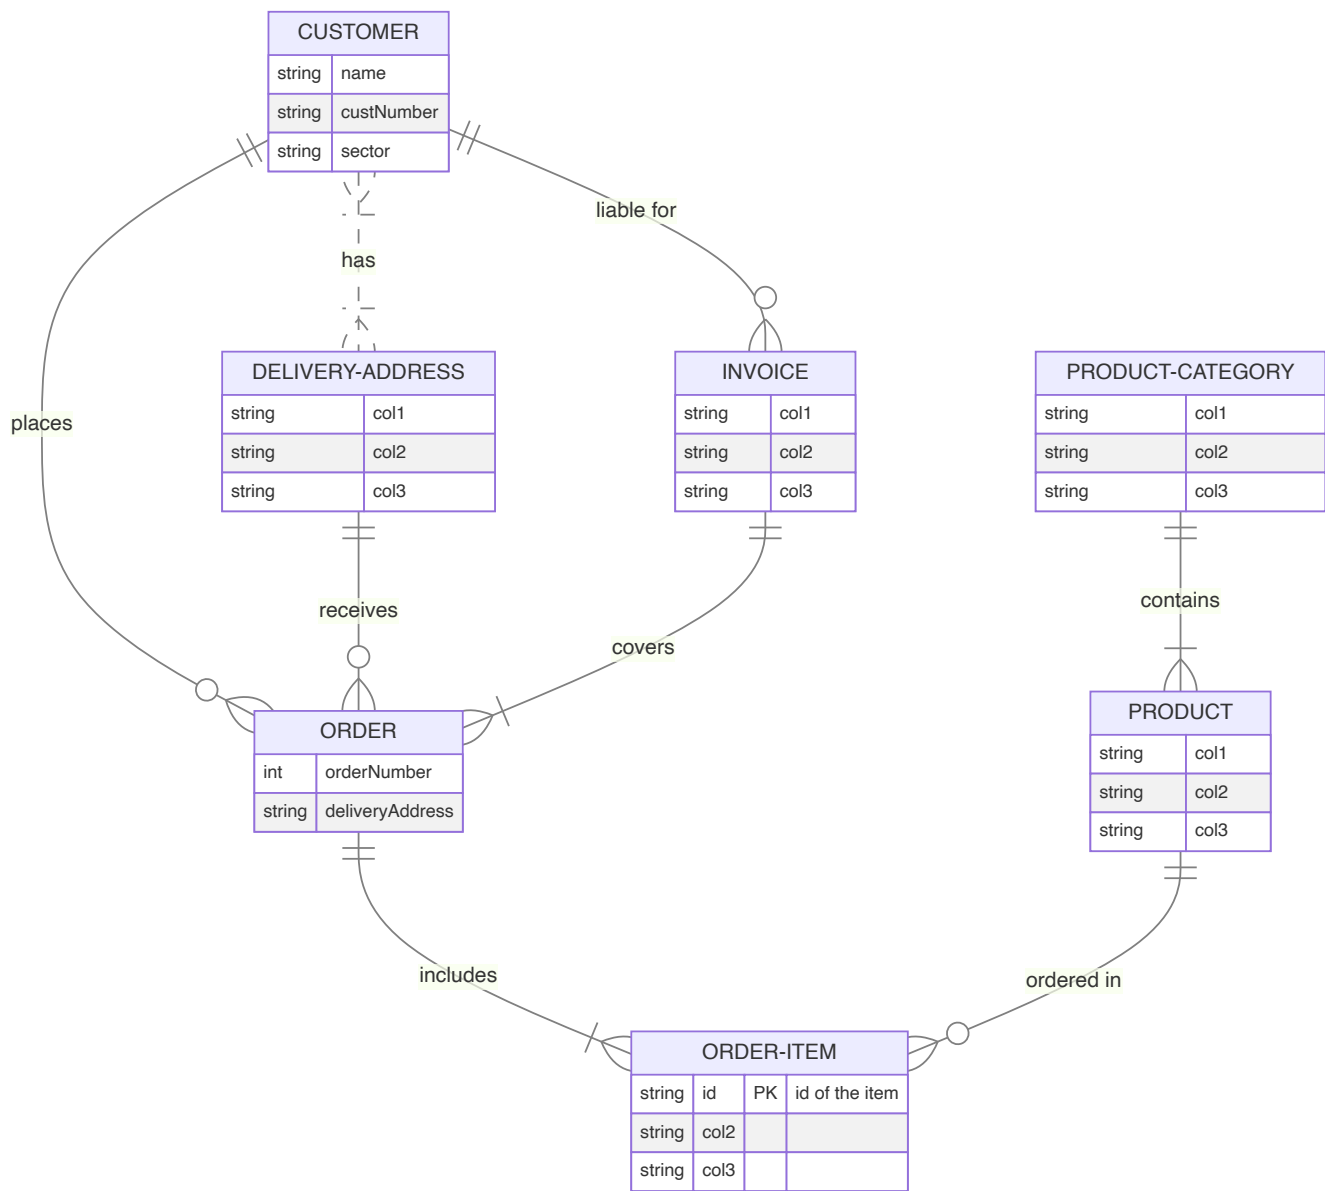 CUSTOMER
string name
string custNumber
string sector
liable for
has
DELIVERY-ADDRESS
string col1
string col2
string col3
INVOICE
string col1
string col2
string col3
PRODUCT-CATEGORY
string col1
string col2
string col3
places
receives
covers
contains
ORDER
int orderNumber
string deliveryAddress
PRODUCT
string col1
string col2
string col3
includes
ordered in
ORDER-ITEM
string id PK id of the item
string col2
string col3